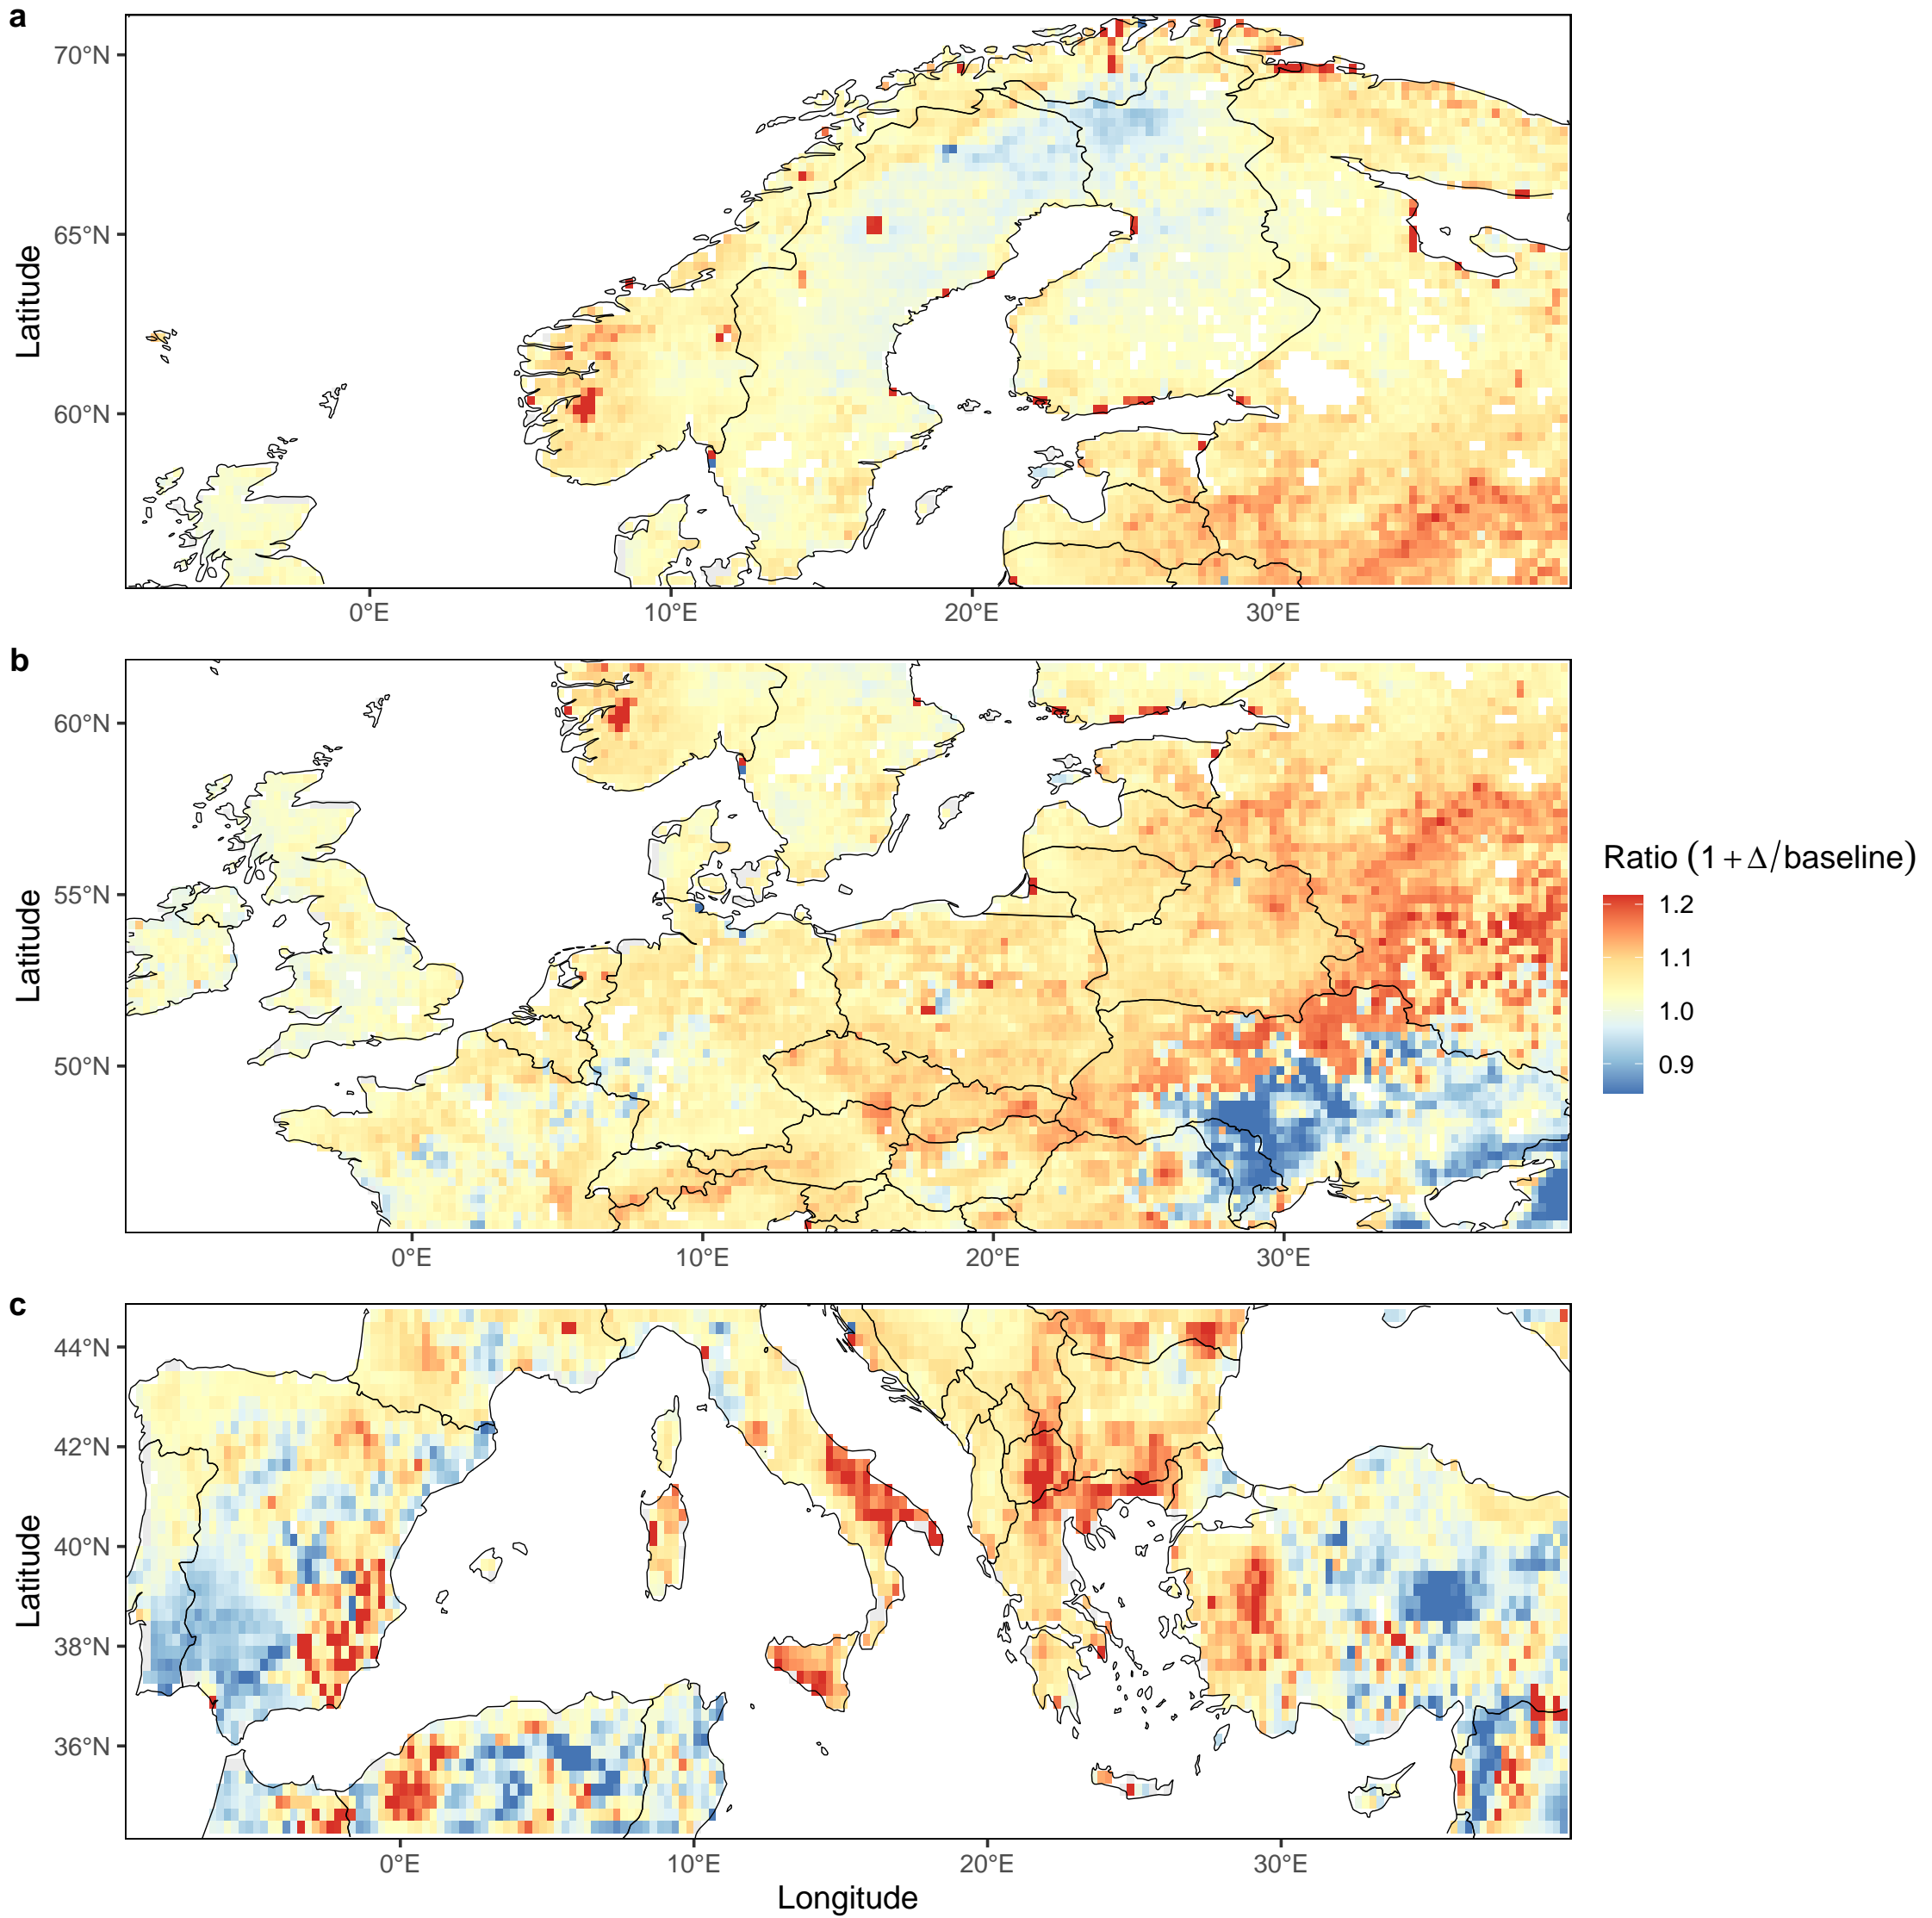 a
70°N
65°N
60°N
Latitude
0°E 10°E 20°E 30°E
b
60°N
55°N
50°N
Latitude
0°E 10°E 20°E 30°E
Ratio (1 + Δ/baseline)
1.2
1.1
1.0
0.9
c
44°N
42°N
40°N
38°N
36°N
Latitude
0°E 10°E 20°E 30°E
Longitude